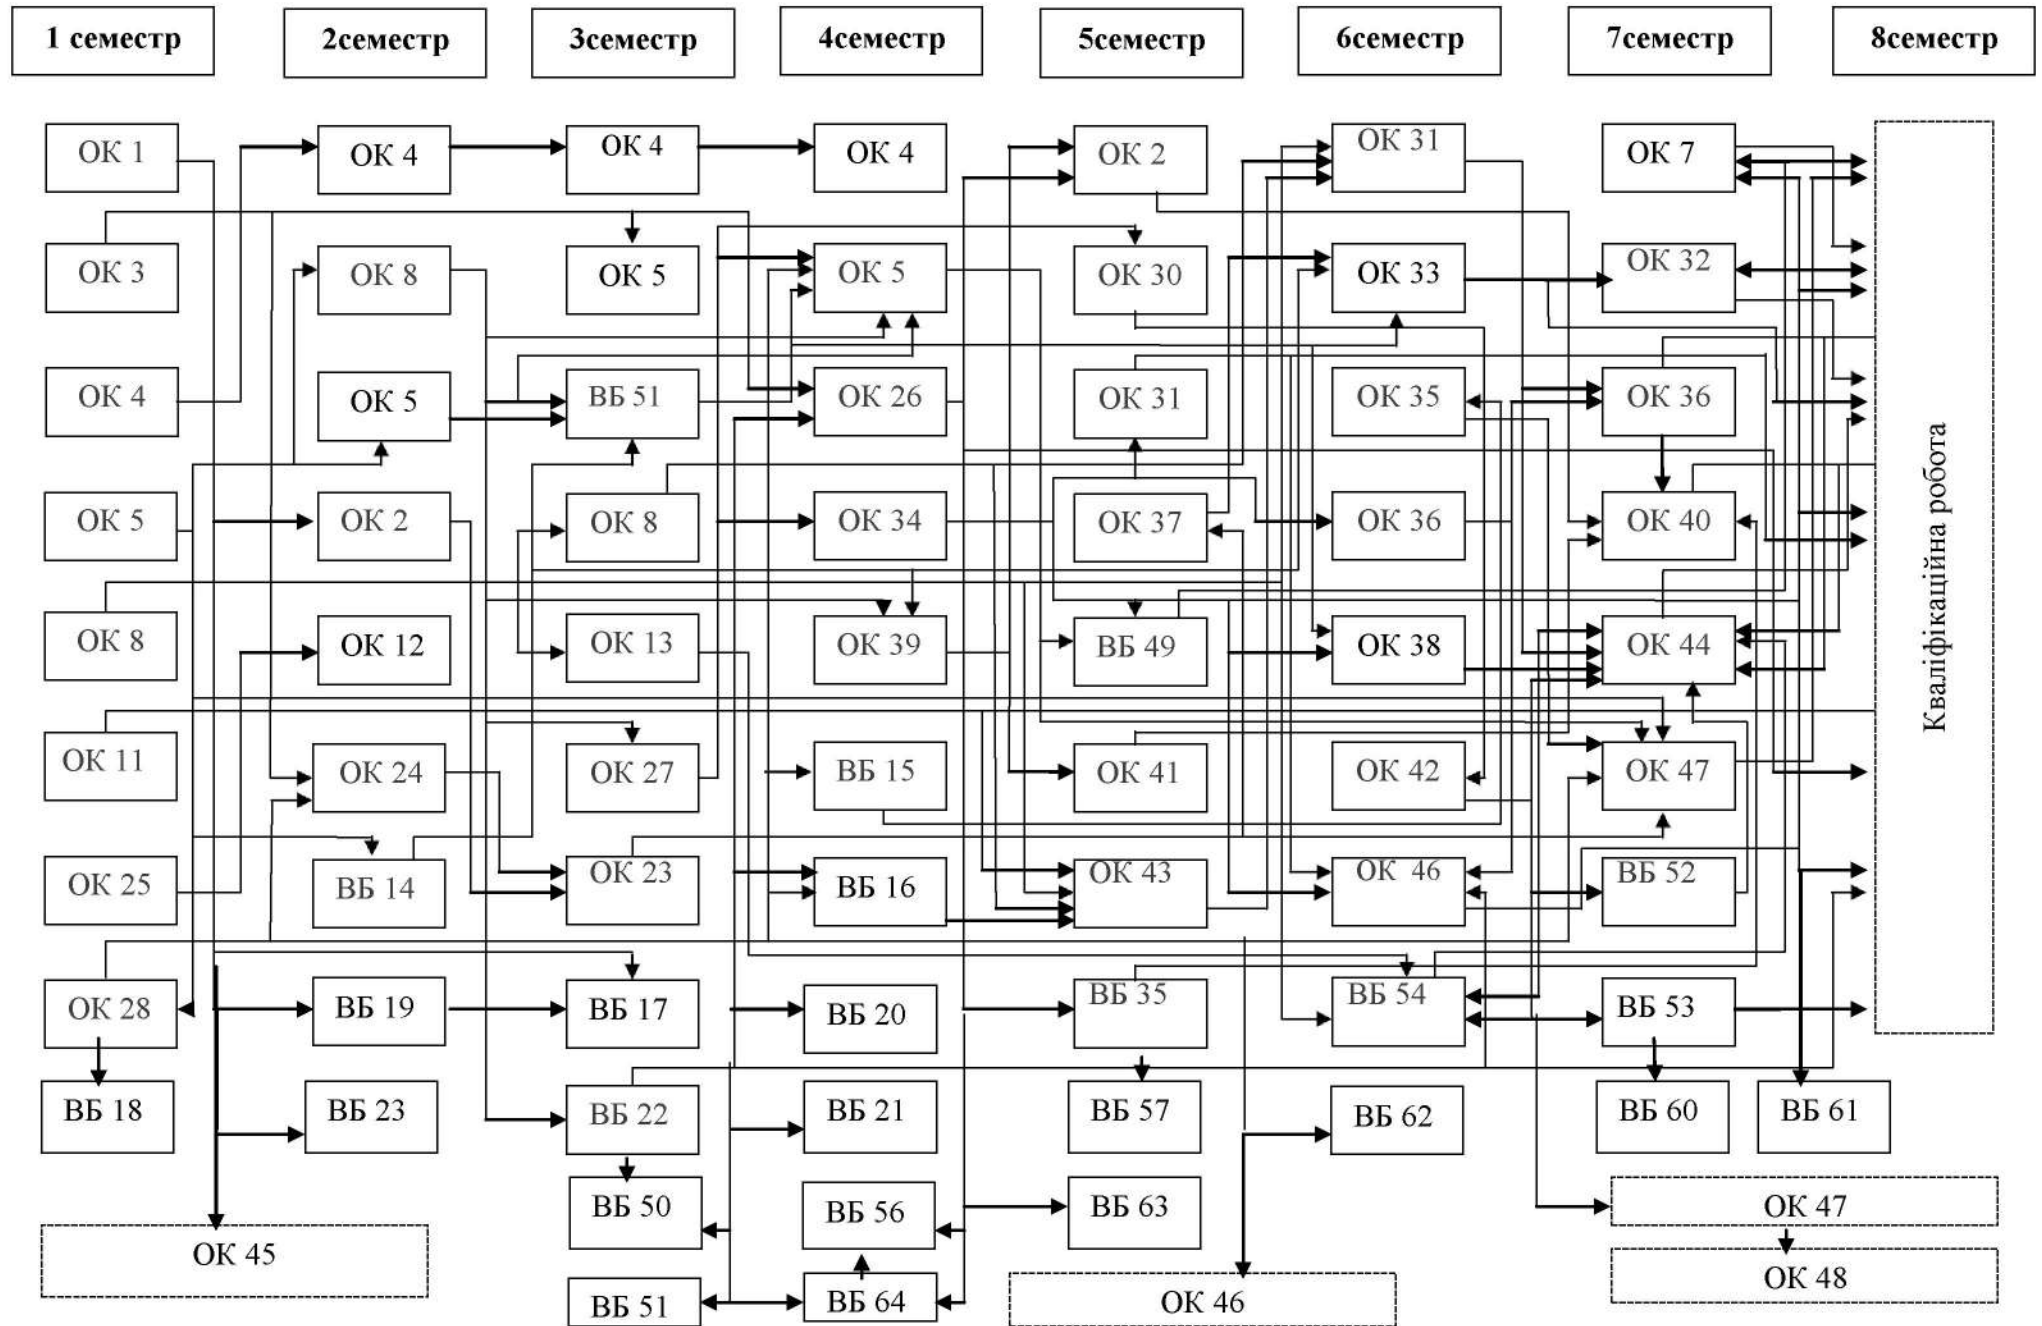 1 семестр
2семестр
3семестр
4семестр
5семестр
6семестр
7семестр
8семестр
ОК 1
ОК 4
ОК 4
ОК 4
ОК 2
ОК 31
ОК 7
ОК 3
ОК 8
ОК 5
ОК 5
ОК 30
ОК 33
ОК 32
ОК 4
ОК 5
ВБ 51
ОК 26
ОК 31
ОК 35
ОК 36
ОК 5
ОК 2
ОК 8
ОК 34
ОК 37
ОК 36
ОК 40
Кваліфікаційна робота
ОК 8
ОК 12
ОК 13
ОК 39
ВБ 49
ОК 38
ОК 44
ОК 11
ОК 24
ОК 27
ВБ 15
ОК 41
ОК 42
ОК 47
ОК 25
ВБ 14
ОК 23
ВБ 16
ОК 43
ОК 46
ВБ 52
ОК 28
ВБ 19
ВБ 17
ВБ 20
ВБ 35
ВБ 54
ВБ 53
ВБ 18
ВБ 23
ВБ 22
ВБ 21
ВБ 57
ВБ 62
ВБ 60
ВБ 61
ВБ 50
ВБ 56
ВБ 63
ОК 47
ОК 45
ВБ 51
ВБ 64
ОК 46
ОК 48